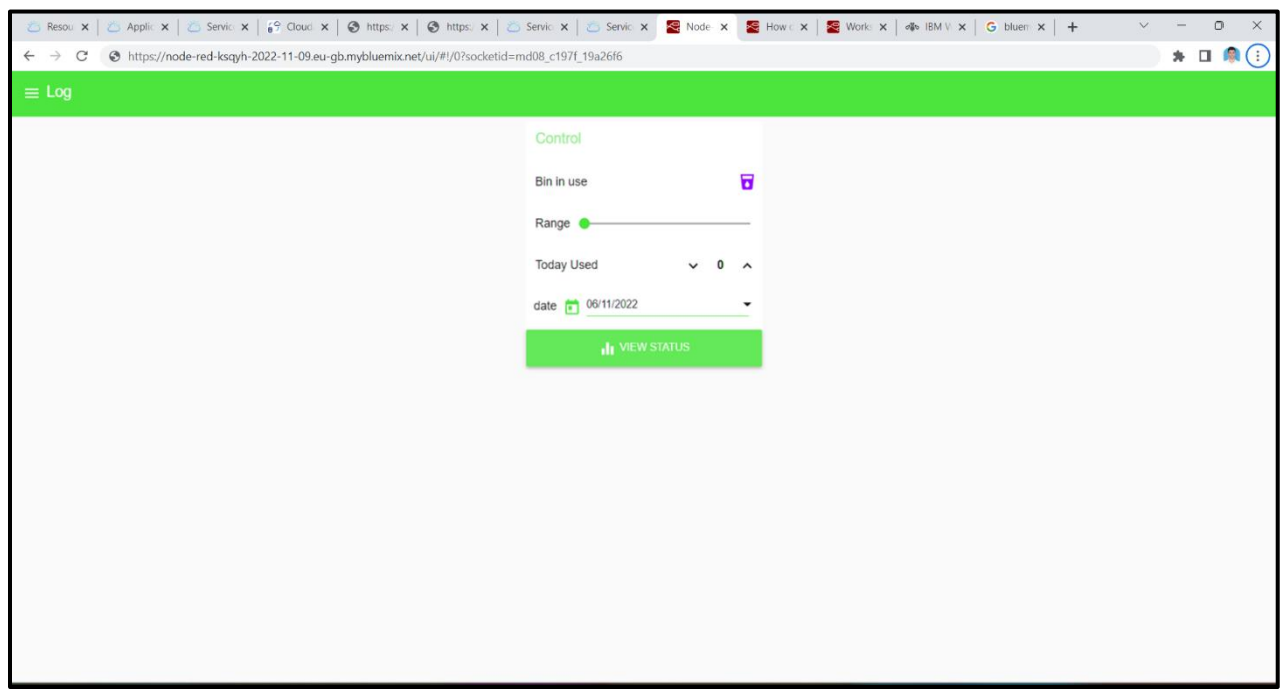 Resou Applic Servic Cloud https: https: Servic Servic Node How c Works IBM V bluem
https://node-red-ksqyh-2022-11-09.eu-gb.mybluemix.net/ui/#!/0?socketid=md08_c197f_19a26f6
Log
Control
Bin in use
Range
Today Used 0
date 06/11/2022
VIEW STATUS